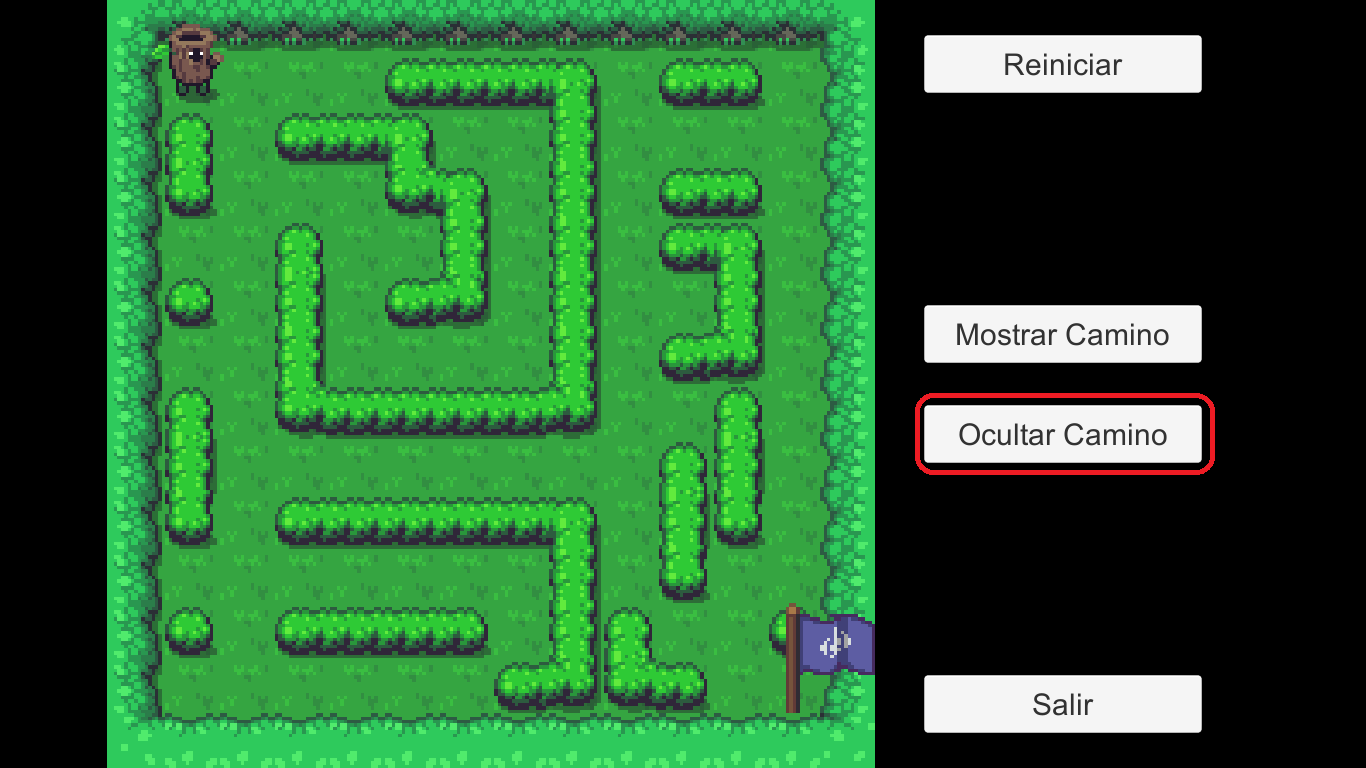 Reiniciar
Mostrar Camino
Ocultar Camino
Salir